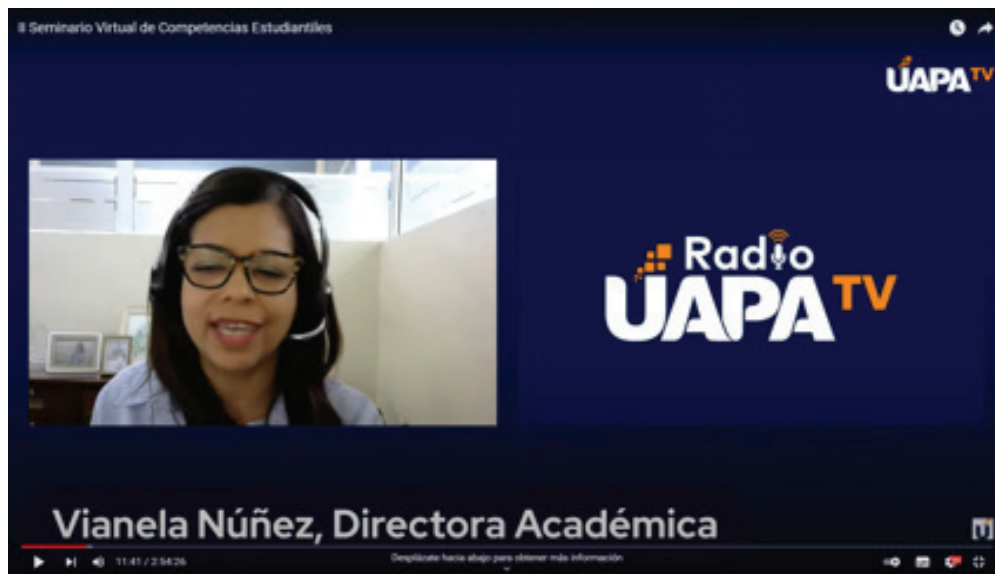 II Seminario Virtual de Competencias Estudiantiles
UAPA TV
Radio
UAPA TV
Vianela Núñez, Directora Académica
11:41 / 2:54:26
Desplázate hacia abajo para obtener más información